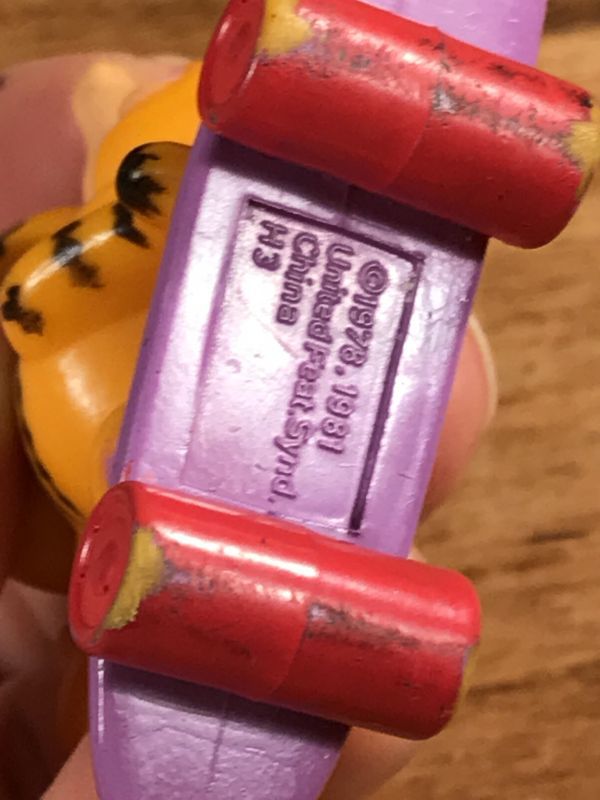 ©1978, 1981
United Feat. Synd.
China
H3